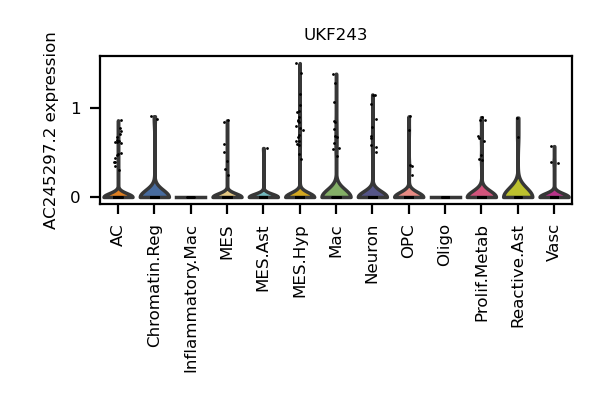 UKF243
AC245297.2 expression
1
0
AC
Chromatin.Reg
Inflammatory.Mac
MES
MES.Ast
MES.Hyp
Mac
Neuron
OPC
Oligo
Prolif.Metab
Reactive.Ast
Vasc